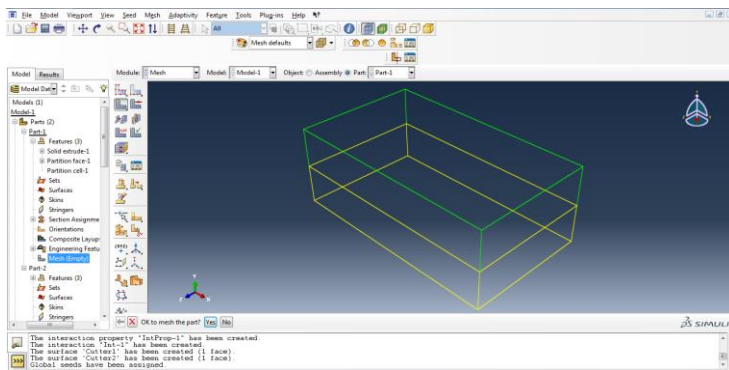 File Model Viewport View Seed Mesh Adaptivity Feature Tools Plug-ins Help
All
Mesh defaults
Model Results Module: Mesh Model: Model-1 Object: Assembly Part: Part-1
Model Dat
Models (1)
Model-1
Parts (2)
Part-1
Features (3)
Solid extrude-1
Partition face-1
Partition cell-1
Sets
Surfaces
Skins
Stringers
Section Assignme
Orientations
Composite Layup
Engineering Featu
Mesh (Empty)
Part-2
Features (3)
Sets
Surfaces
Skins
Stringers
OK to mesh the part? Yes No
SIMULI
The interaction property "IntProp-1" has been created.
The interaction "Int-1" has been created.
The surface 'Cutter1' has been created (1 face).
The surface 'Cutter2' has been created (1 face).
Global seeds have been assigned.